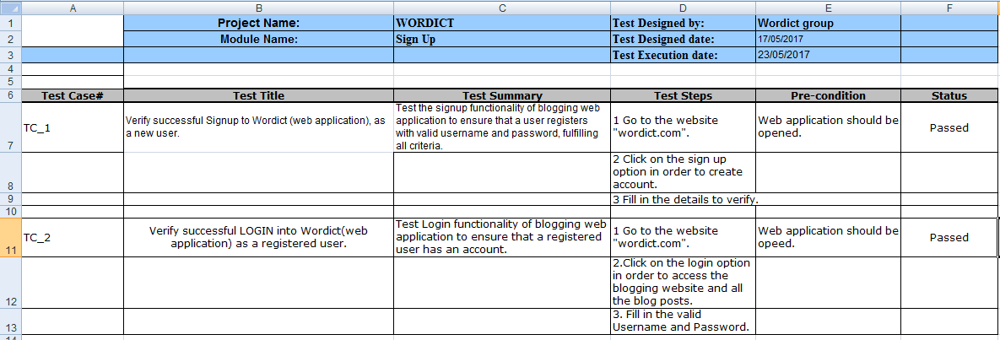 A B C D E F
1 Project Name: WORDICT Test Designed by: Wordict group
2 Module Name: Sign Up Test Designed date: 17/05/2017
3 Test Execution date: 23/05/2017
4
5
6 Test Case# Test Title Test Summary Test Steps Pre-condition Status
7
TC_1
Verify successful Signup to Wordict (web application), as
a new user.
Test the signup functionality of blogging web
application to ensure that a user registers
with valid username and password, fulfilling
all criteria.
1 Go to the website
"wordict.com".
Web application should be
opened.
Passed
8
2 Click on the sign up
option in order to create
account.
9 3 Fill in the details to verify.
10
11
TC_2
Verify successful LOGIN into Wordict(web
application) as a registered user.
Test Login functionality of blogging web
application to ensure that a registered
user has an account.
1 Go to the website
"wordict.com".
Web application should be
opeed.
Passed
12
2.Click on the login option
in order to access the
blogging website and all
the blog posts.
13
3. Fill in the valid
Username and Password.